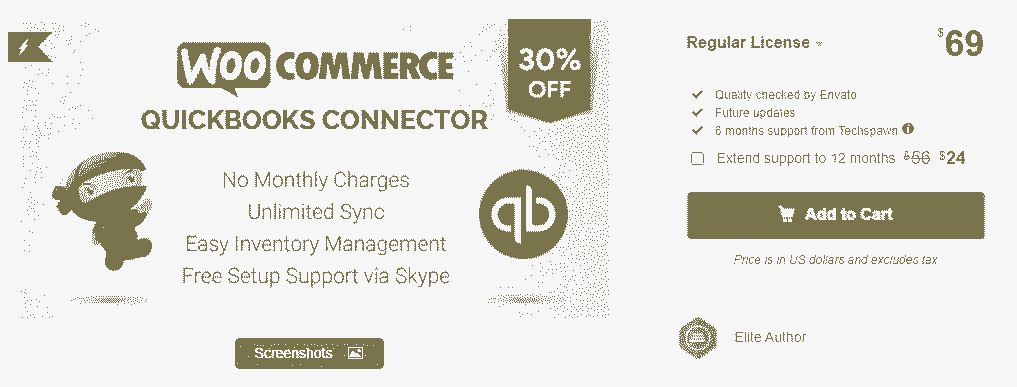 WOO COMMERCE
QUICKBOOKS CONNECTOR
30%
OFF
No Monthly Charges
Unlimited Sync
Easy Inventory Management
Free Setup Support via Skype
qb
Screenshots
Regular License
$69
Quality checked by Envato
Future updates
6 months support from Techspawn
Extend support to 12 months $56 $24
Add to Cart
Price is in US dollars and excludes tax
Elite Author